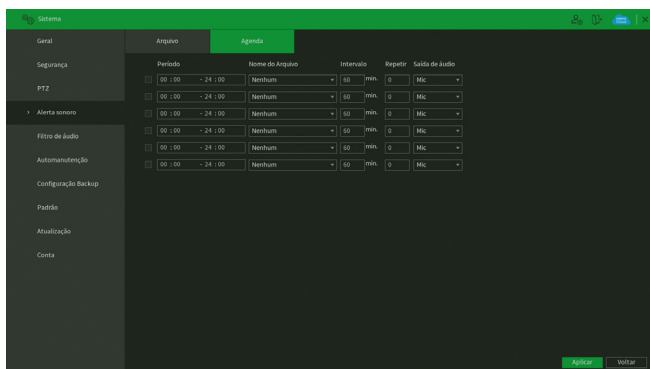 Sistema
Geral
Segurança
PTZ
> Alerta sonoro
Filtro de áudio
Automanutenção
Configuração Backup
Padrão
Atualização
Conta
Arquivo Agenda
Período Nome do Arquivo Intervalo Repetir Saída de áudio
00 : 00 - 24 : 00 Nenhum 60 min. 0 Mic
00 : 00 - 24 : 00 Nenhum 60 min. 0 Mic
00 : 00 - 24 : 00 Nenhum 60 min. 0 Mic
00 : 00 - 24 : 00 Nenhum 60 min. 0 Mic
00 : 00 - 24 : 00 Nenhum 60 min. 0 Mic
00 : 00 - 24 : 00 Nenhum 60 min. 0 Mic
Aplicar Voltar